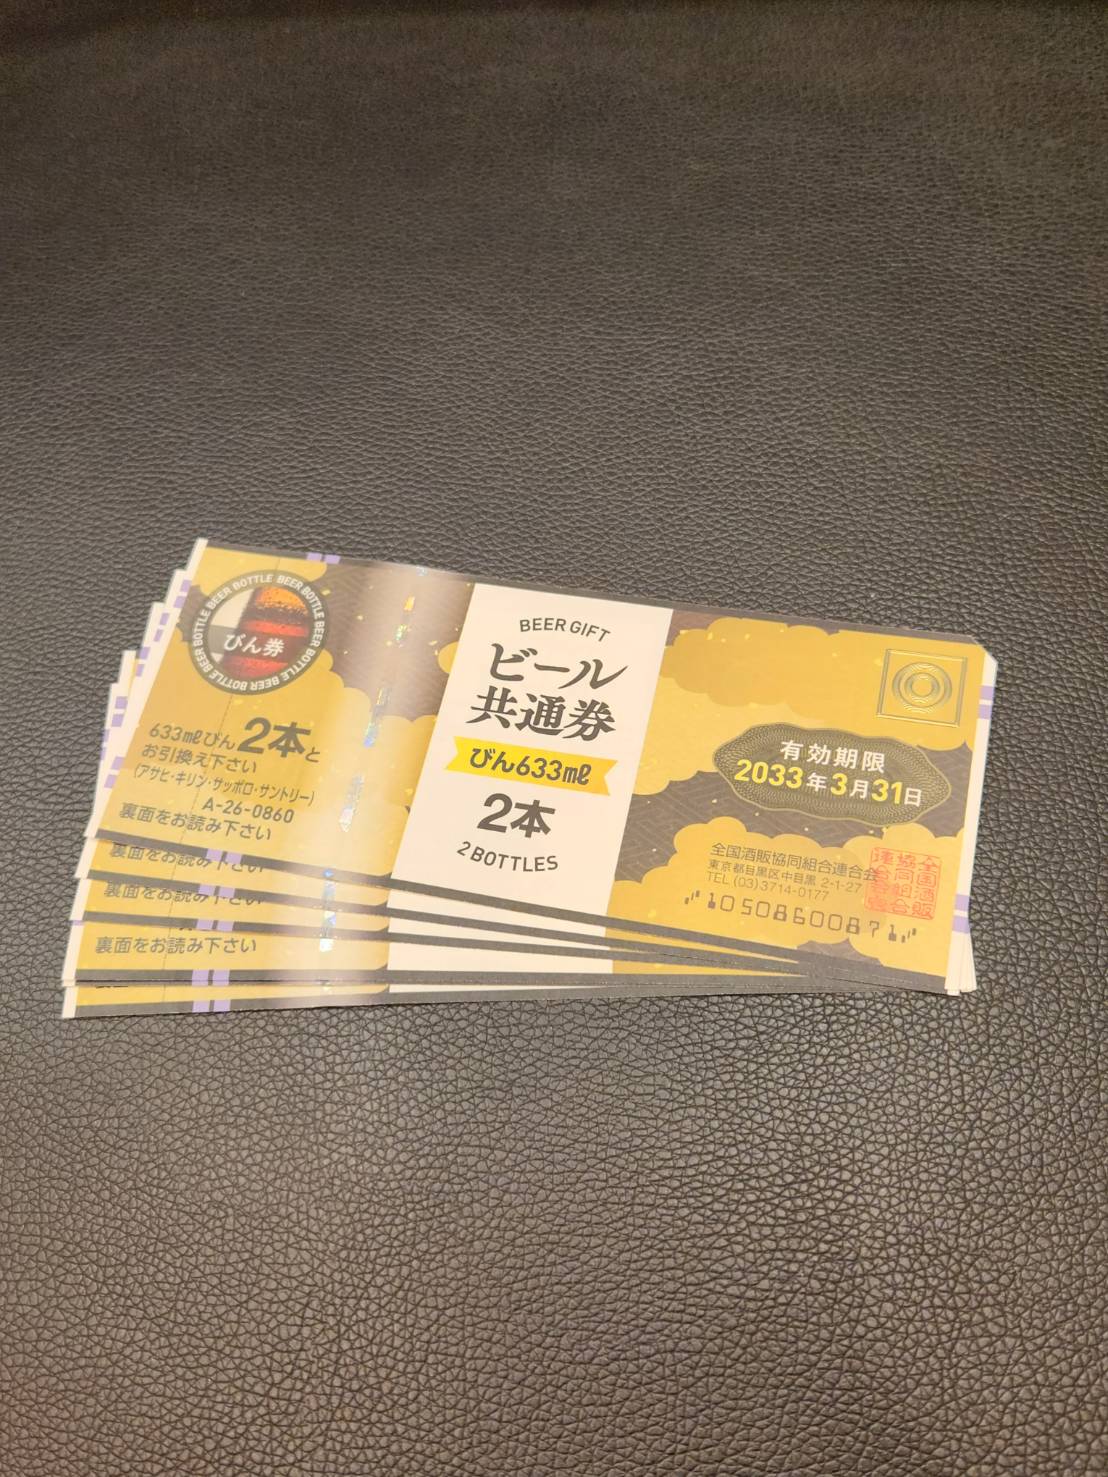 BEER BOTTLE BEER BOTTLE BEER BOTTLE BEER BOTTLE
びん券
633mlびん2本と
お引換え下さい
(アサヒ・キリン・サッポロ・サントリー)
A-26-0860
裏面をお読み下さい
BEER GIFT
ビール
共通券
びん633ml
2本
2 BOTTLES
有効期限
2033年3月31日
全国酒販協同組合連合会
東京都目黒区中目黒 2-1-27
TEL (03)3714-0177
10508600871
全国酒販
協同組合
連合会
裏面をお読み下さい
裏面をお読み下さい
裏面をお読み下さい